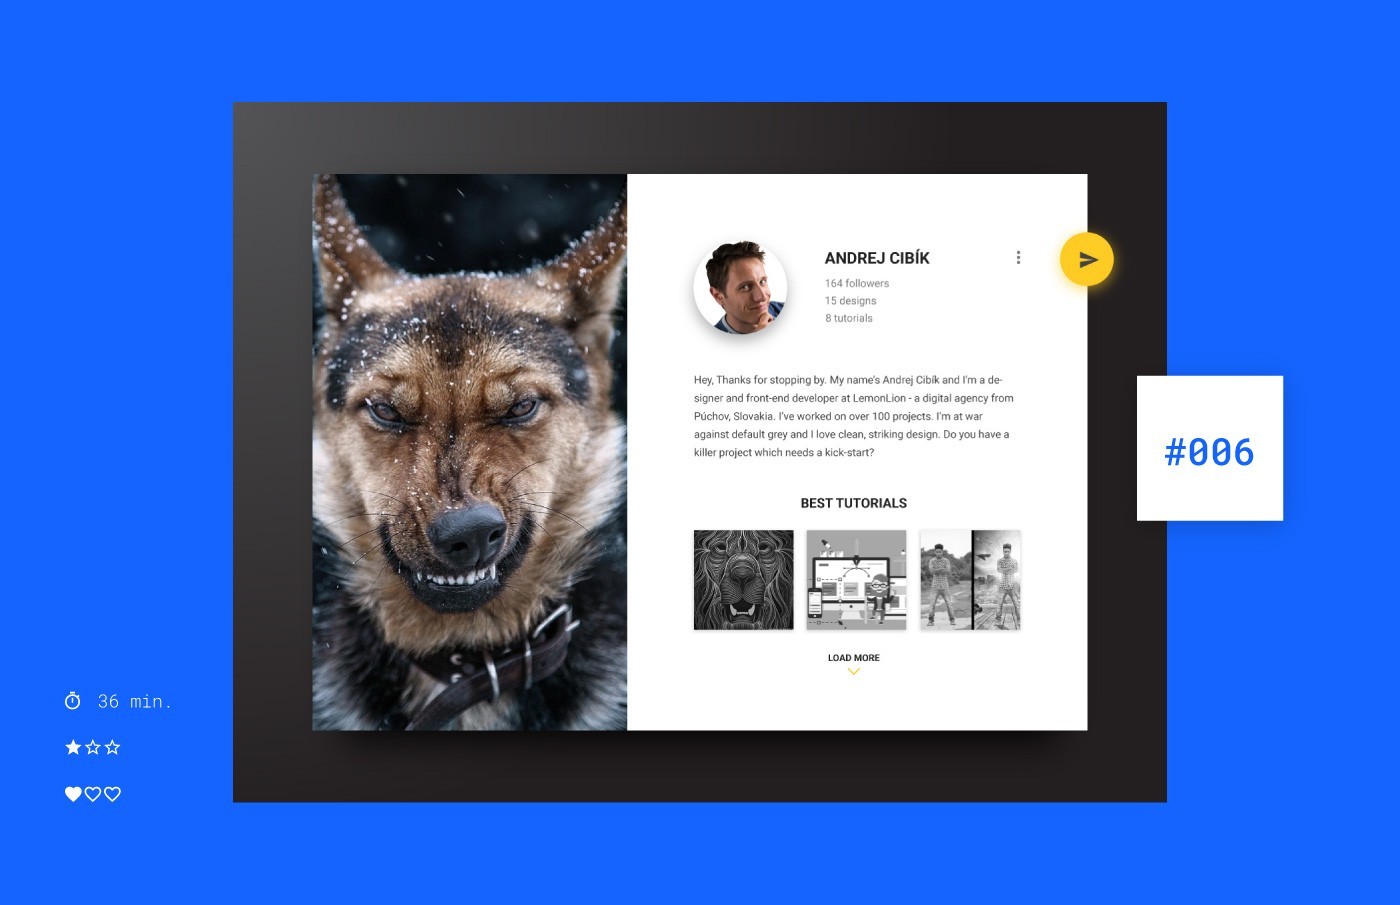 ANDREJ CIBÍK
164 followers
15 designs
8 tutorials
Hey, Thanks for stopping by. My name's Andrej Cibík and I'm a de-
signer and front-end developer at LemonLion - a digital agency from
Púchov, Slovakia. I've worked on over 100 projects. I'm at war
against default grey and I love clean, striking design. Do you have a
killer project which needs a kick-start?
BEST TUTORIALS
LOAD MORE
#006
36 min.